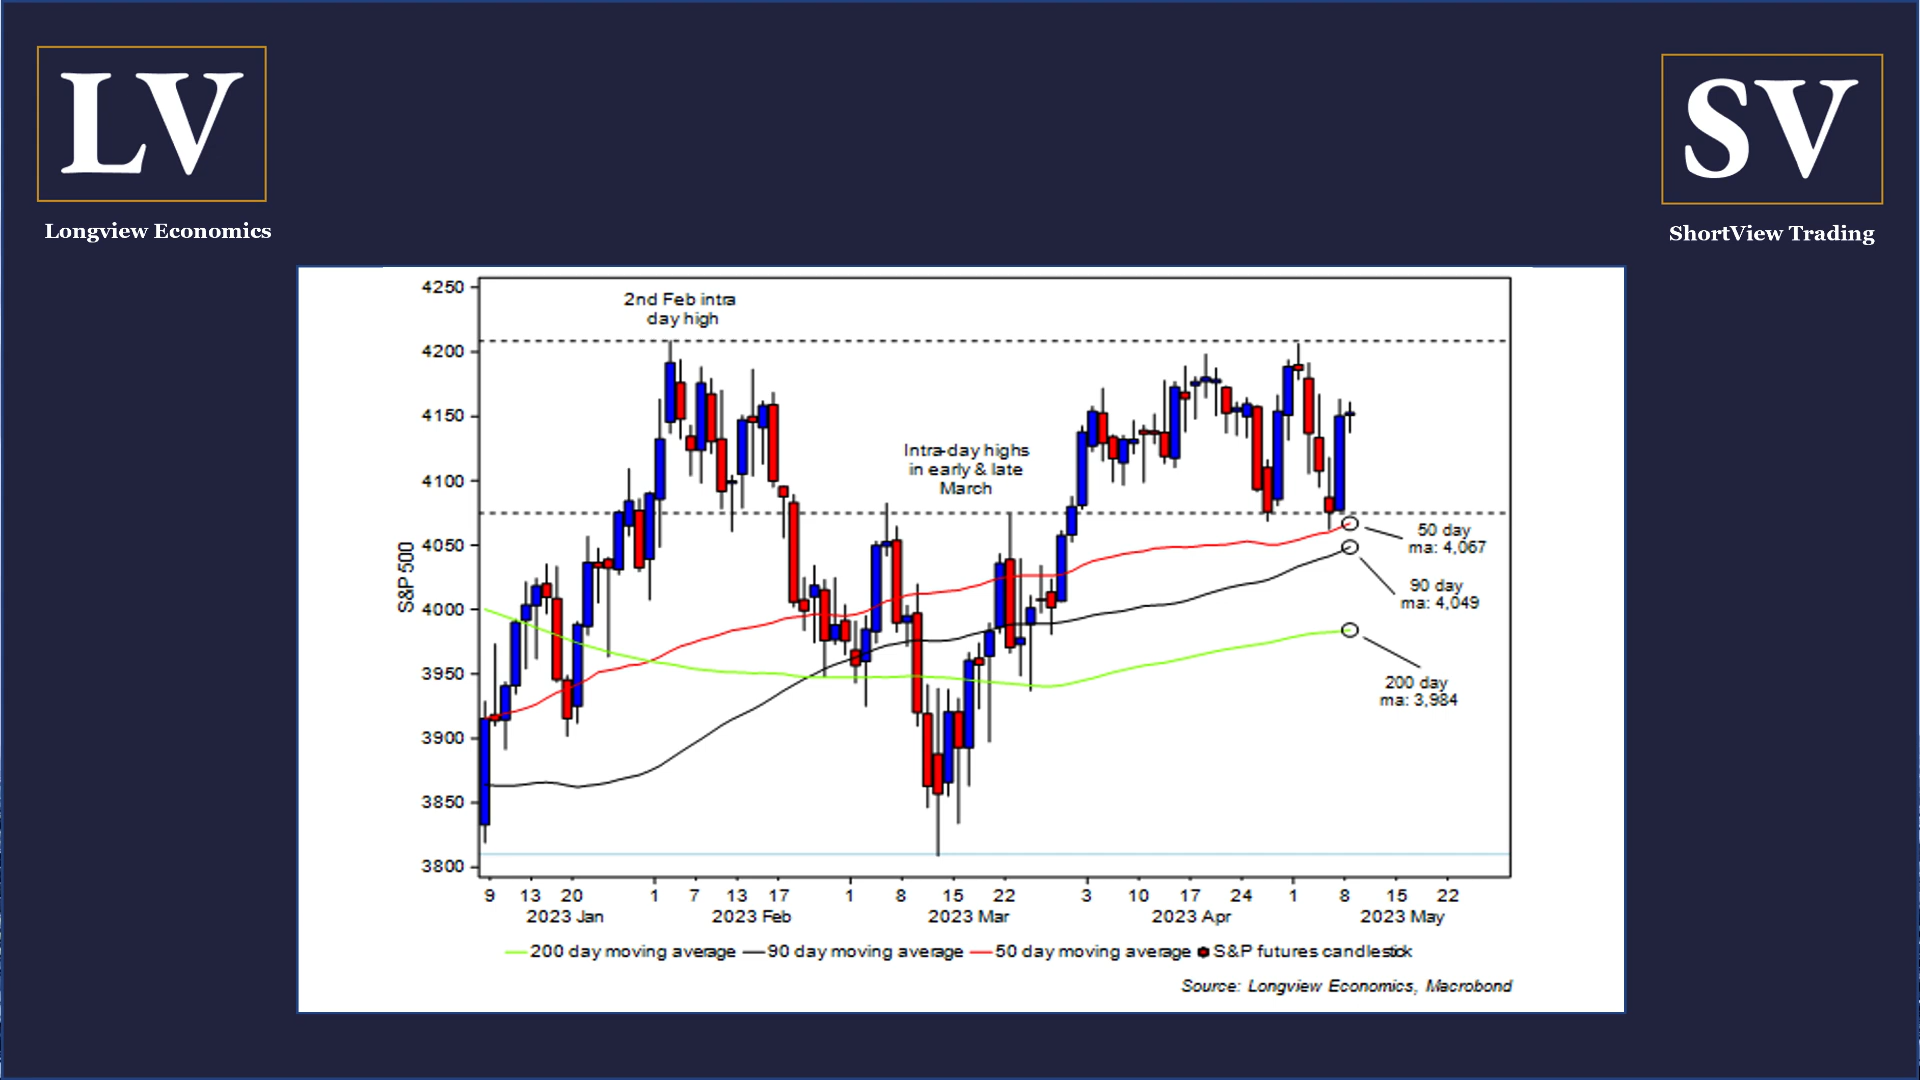 LV
Longview Economics
SV
ShortView Trading
4250
4200
4150
4100
4050
4000
3950
3900
3850
3800
S&P 500
2nd Feb intra
day high
Intra-day highs
in early & late
March
50 day
ma: 4,067
90 day
ma: 4,049
200 day
ma: 3,984
9 13 20 1 7 13 17 1 8 15 22 3 10 17 24 1 8 15 22
2023 Jan 2023 Feb 2023 Mar 2023 Apr 2023 May
200 day moving average 90 day moving average 50 day moving average S&P futures candlestick
Source: Longview Economics, Macrobond